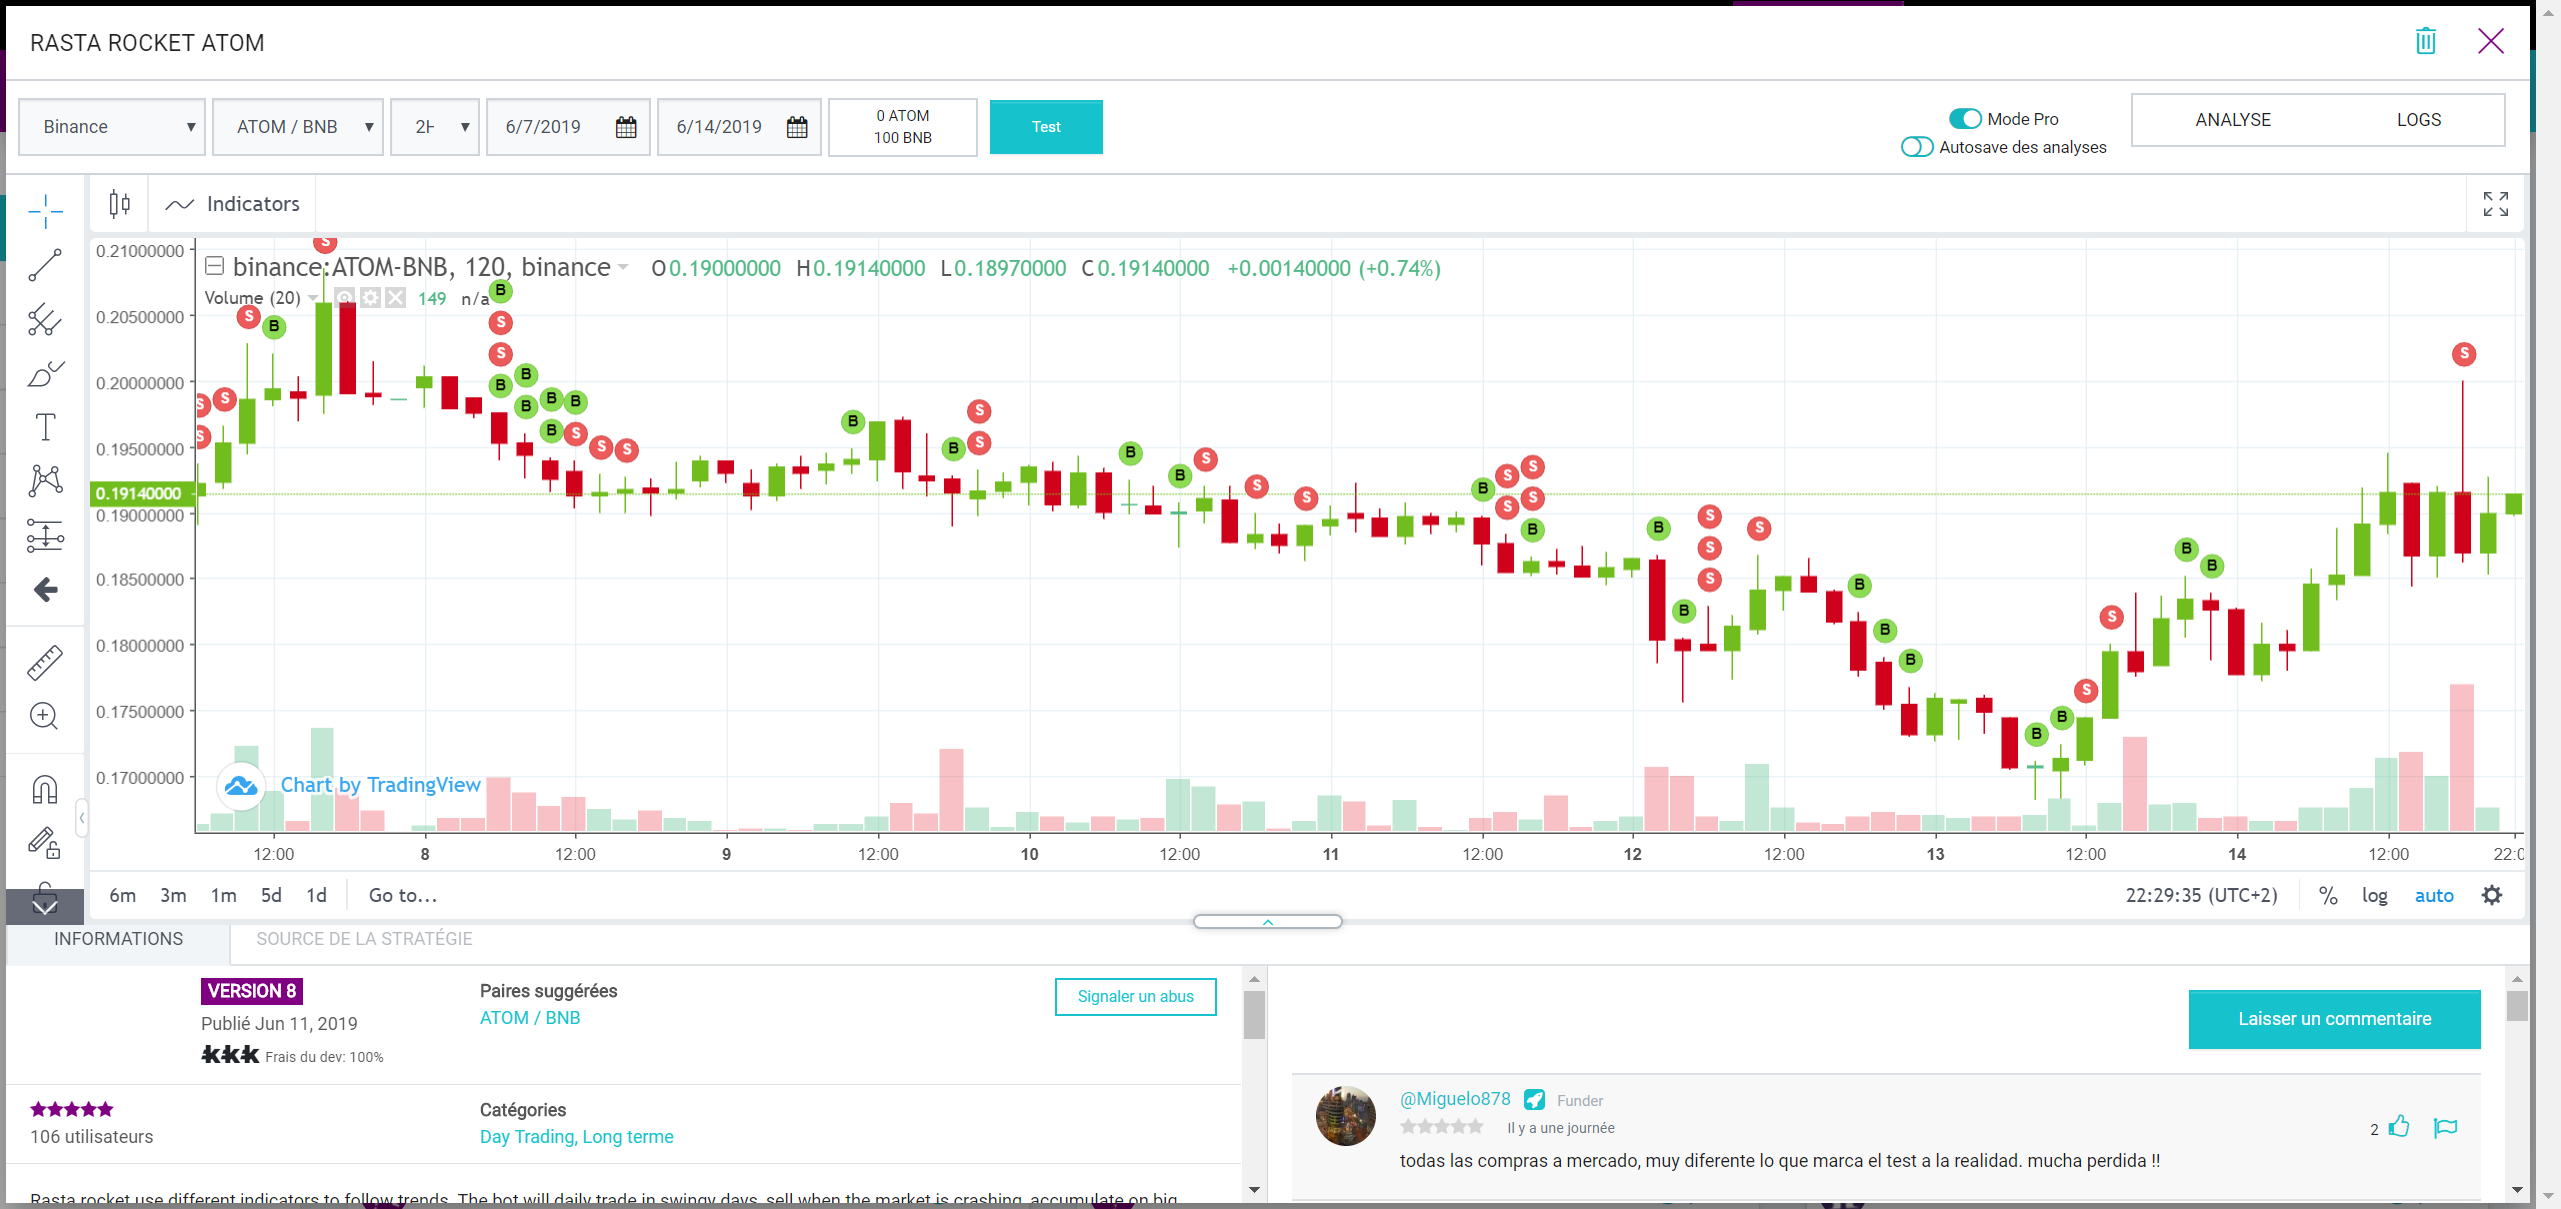 RASTA ROCKET ATOM
Binance
ATOM / BNB
6/7/2019
6/14/2019
0 ATOM
100 BNB
Test
Mode Pro
Autosave des analyses
ANALYSE
LOGS
Indicators
binance:ATOM-BNB, 120, binance O0.19000000 H0.19140000 L0.18970000 C0.19140000 +0.00140000 (+0.74%)
Volume (20) 149 n/a
0.21000000
0.20500000
0.20000000
0.19500000
0.19140000
0.19000000
0.18500000
0.18000000
0.17500000
0.17000000
Chart by TradingView
12:00 8 12:00 9 12:00 10 12:00 11 12:00 12 12:00 13 12:00 14 12:00
6m 3m 1m 5d 1d Go to...
22:29:35 (UTC+2) % log auto
INFORMATIONS
SOURCE DE LA STRATÉGIE
VERSION 8
Publié Jun 11, 2019
Frais du dev: 100%
Paires suggérées
ATOM / BNB
Signaler un abus
106 utilisateurs
Catégories
Day Trading, Long terme
Rasta rocket use different indicators to follow trends. The bot will daily trade in swingy days, sell when the market is crashing, accumulate on big
Laisser un commentaire
@Miguelo878 Funder
Il y a une journée
2
todas las compras a mercado, muy diferente lo que marca el test a la realidad. mucha perdida !!